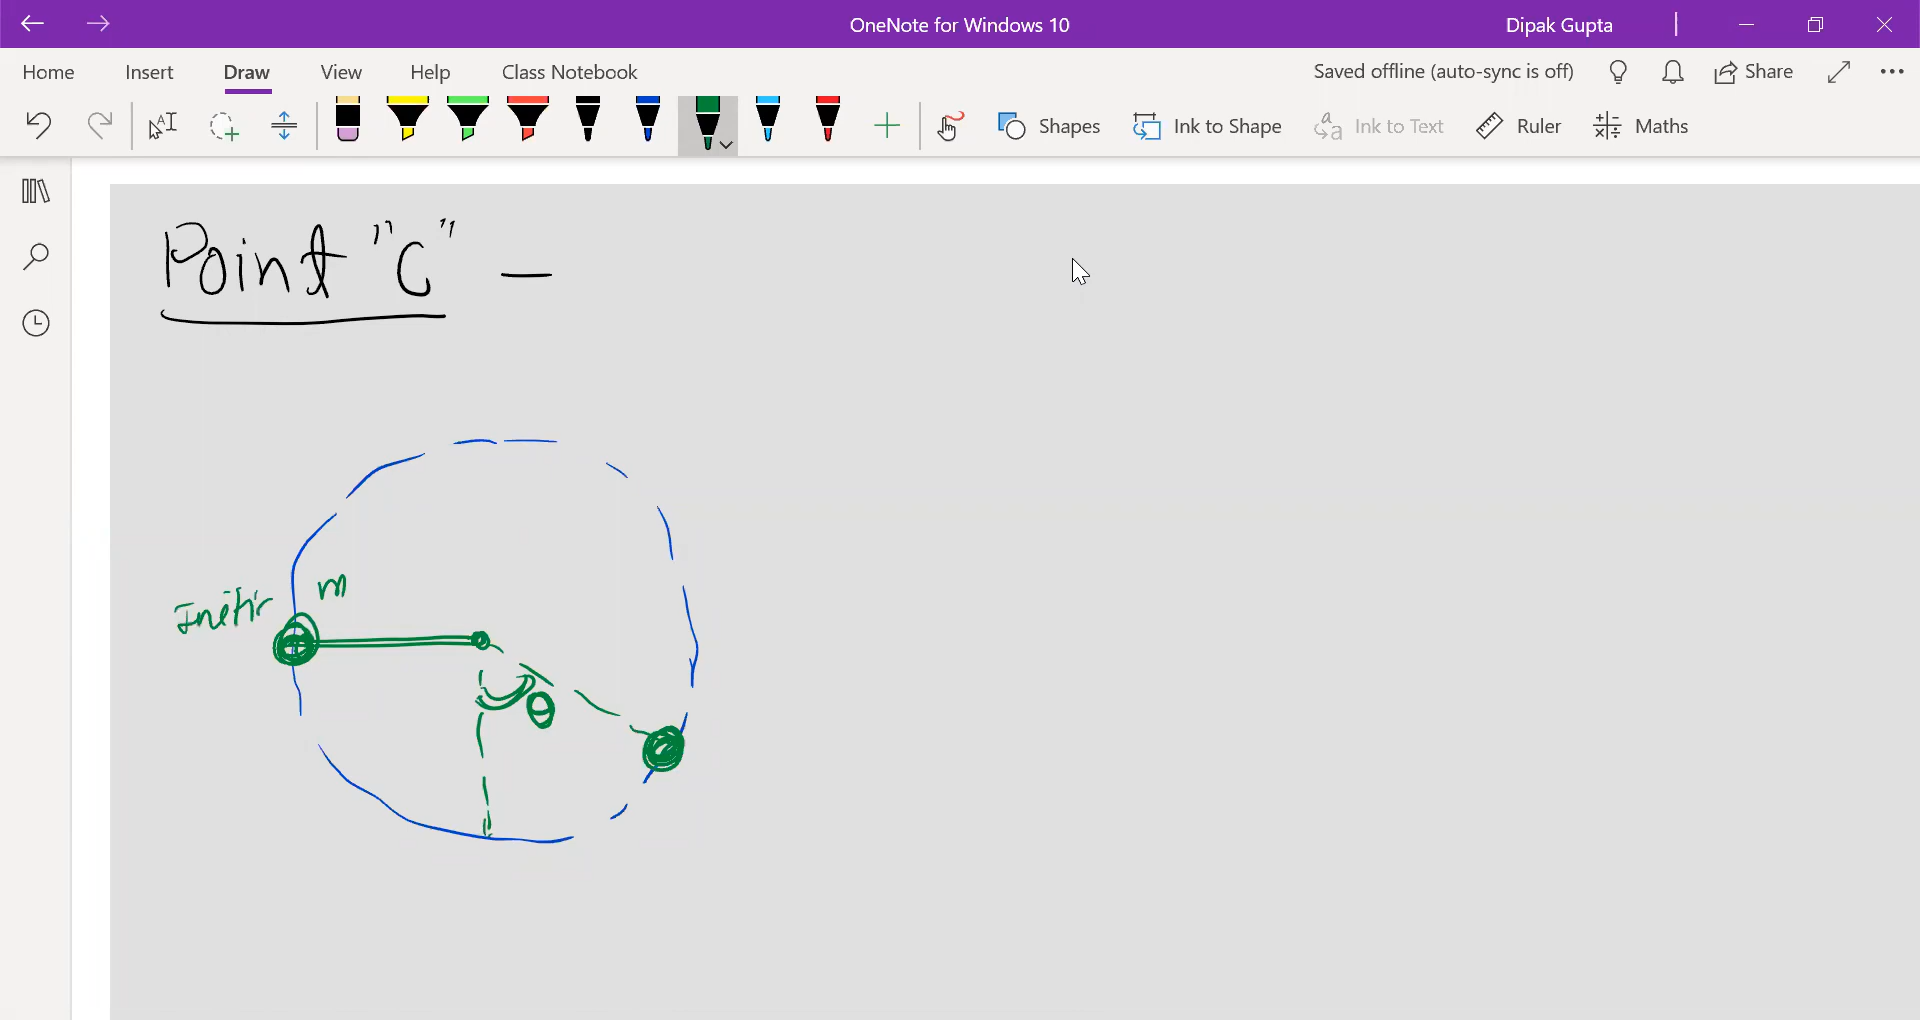 OneNote for Windows 10
Dipak Gupta
Home Insert Draw View Help Class Notebook
Saved offline (auto-sync is off) Share
Shapes Ink to Shape Ink to Text Ruler Maths
Point "C" —
m
θ